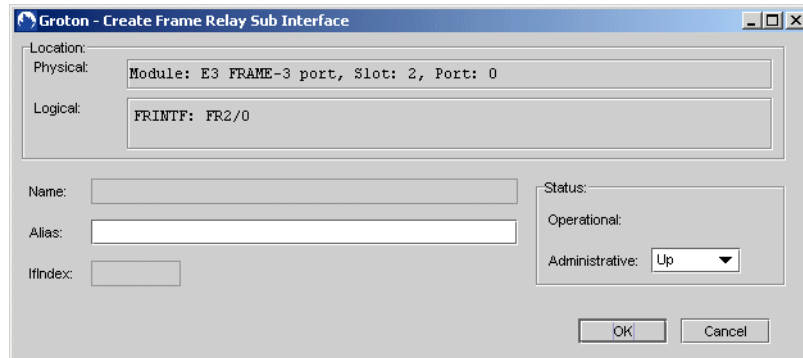 Groton - Create Frame Relay Sub Interface
Location:
Physical:
Module: E3 FRAME-3 port, Slot: 2, Port: 0
Logical:
FRINTF: FR2/0
Name:
Alias:
IfIndex:
Status:
Operational:
Administrative: Up
OK Cancel